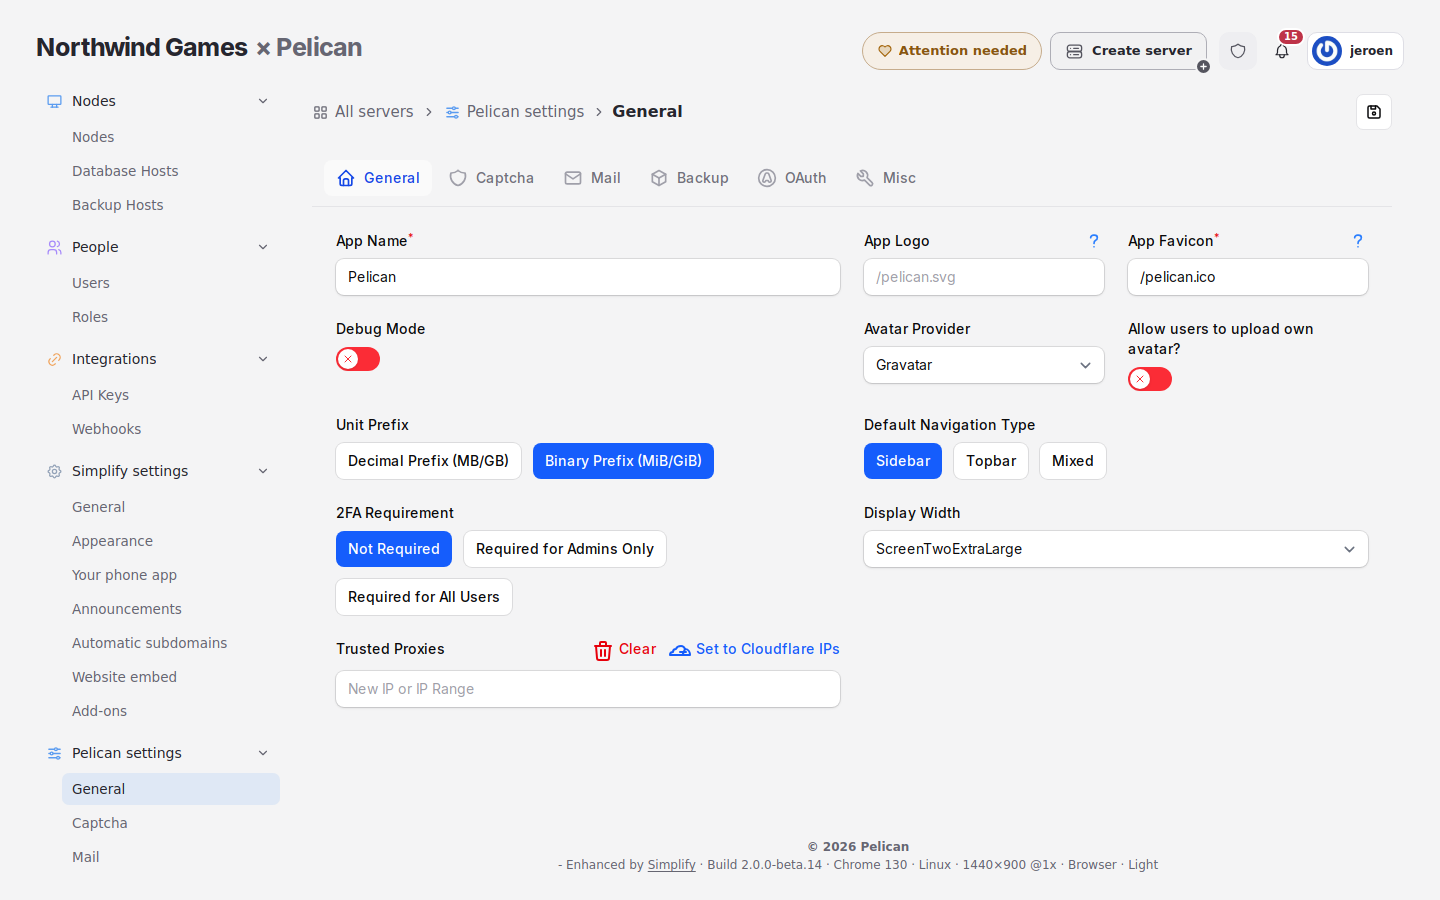 Northwind Games × Pelican
Attention needed
Create server
15
jeroen
Nodes
Nodes
Database Hosts
Backup Hosts
People
Users
Roles
Integrations
API Keys
Webhooks
Simplify settings
General
Appearance
Your phone app
Announcements
Automatic subdomains
Website embed
Add-ons
Pelican settings
General
Captcha
Mail
All servers > Pelican settings > General
General
Captcha
Mail
Backup
OAuth
Misc
App Name*
Pelican
App Logo ?
/pelican.svg
App Favicon* ?
/pelican.ico
Debug Mode
Avatar Provider
Gravatar
Allow users to upload own
avatar?
Unit Prefix
Decimal Prefix (MB/GB)
Binary Prefix (MiB/GiB)
Default Navigation Type
Sidebar
Topbar
Mixed
2FA Requirement
Not Required
Required for Admins Only
Required for All Users
Display Width
ScreenTwoExtraLarge
Trusted Proxies
Clear
Set to Cloudflare IPs
New IP or IP Range
© 2026 Pelican
- Enhanced by Simplify · Build 2.0.0-beta.14 · Chrome 130 · Linux · 1440×900 @1x · Browser · Light